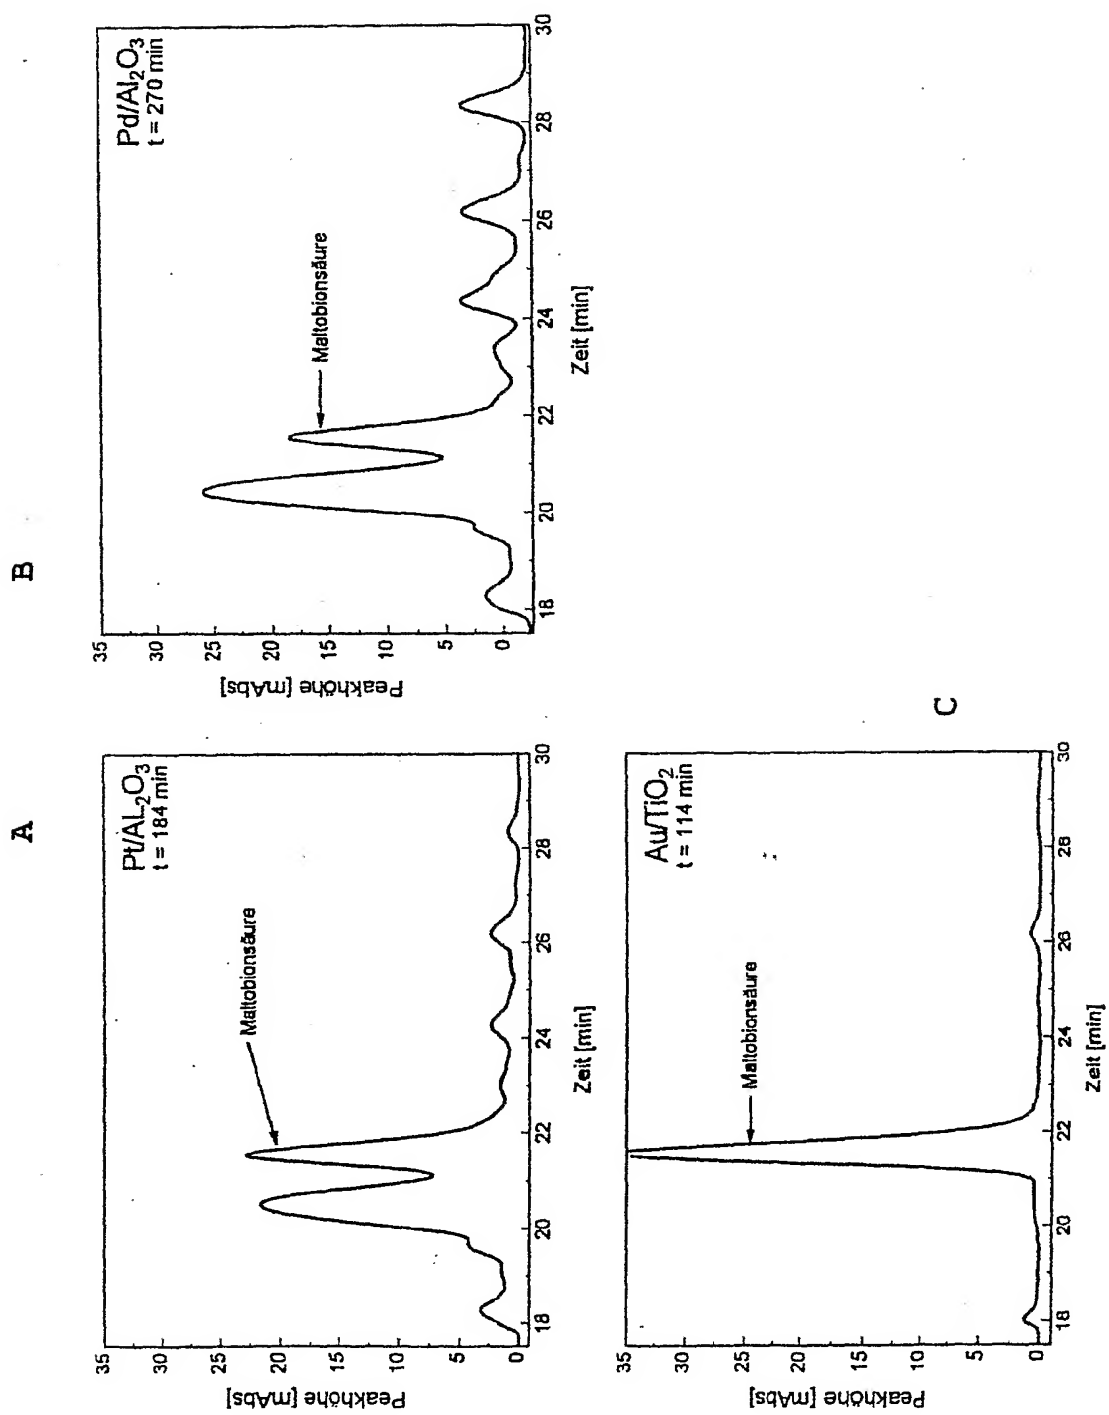 A
Pt/AL2O3
t = 184 min
Maltobionsäure
Peakhöhe [mAbs]
35
30
25
20
15
10
5
0
18
20
22
24
26
28
30
Zeit [min]
B
Pd/Al2O3
t = 270 min
Maltobionsäure
Peakhöhe [mAbs]
35
30
25
20
15
10
5
0
18
20
22
24
26
28
30
Zeit [min]
C
Au/TiO2
t = 114 min
Maltobionsäure
Peakhöhe [mAbs]
35
30
25
20
15
10
5
0
18
20
22
24
26
28
30
Zeit [min]